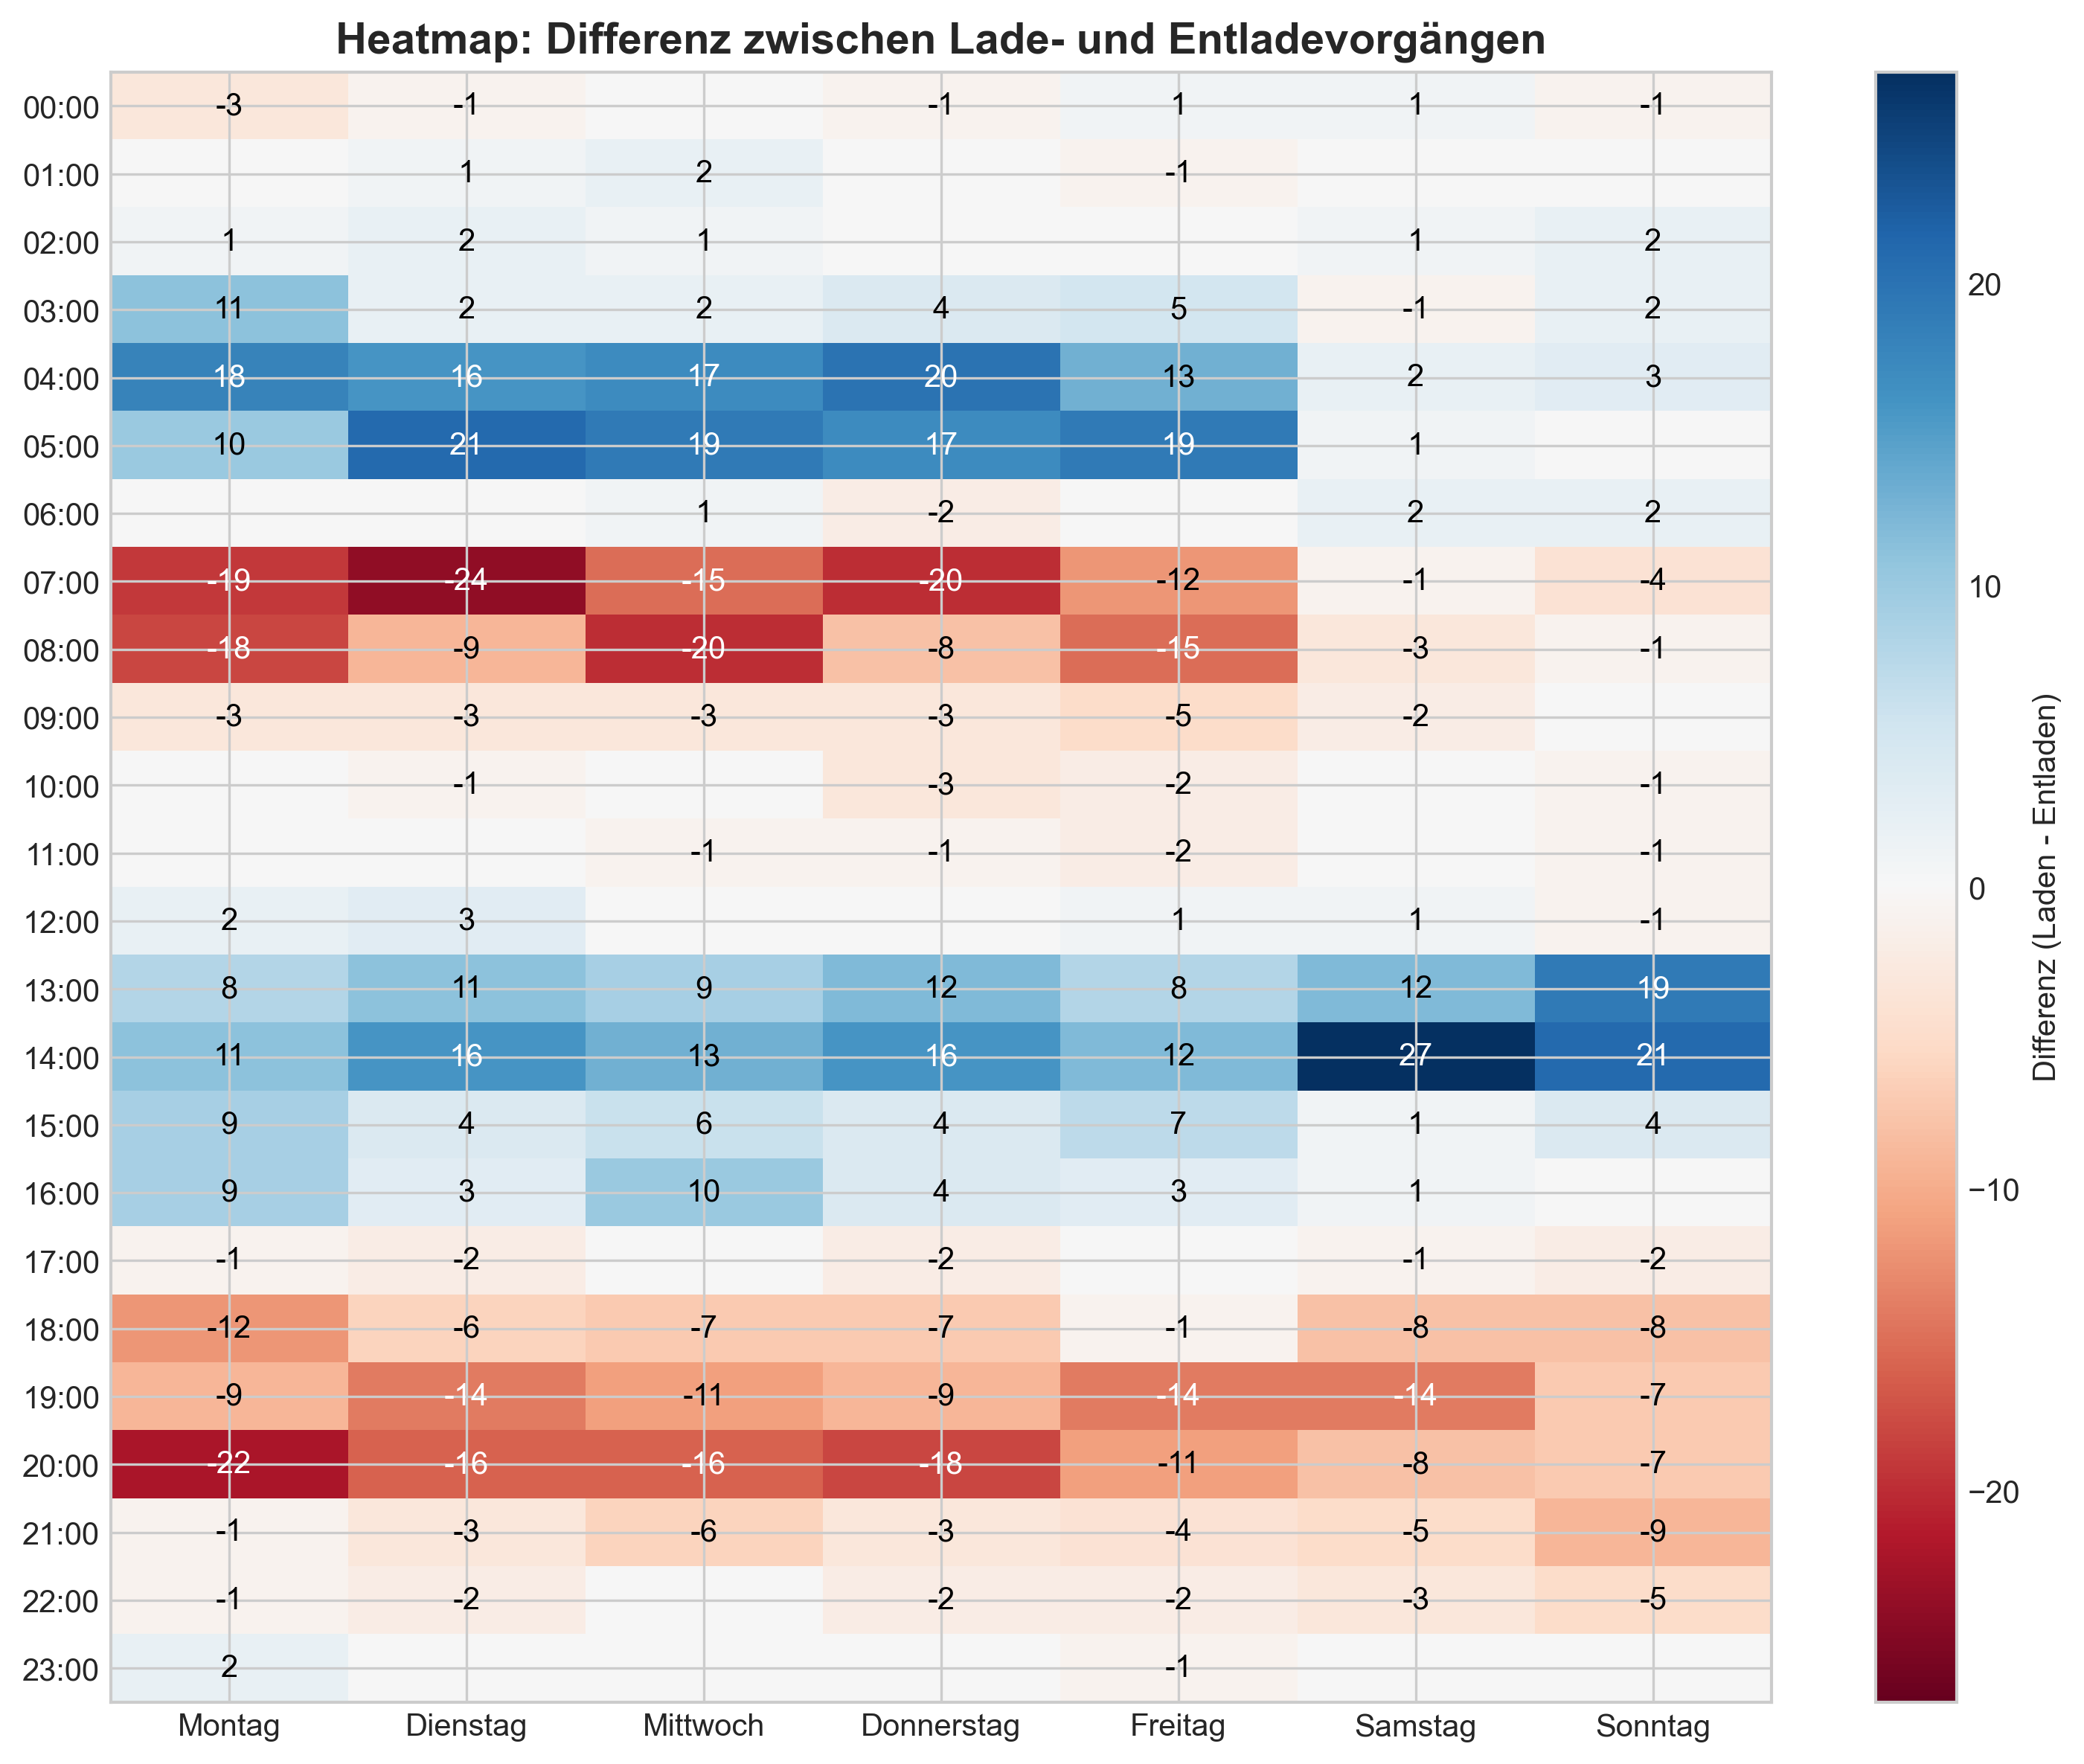 Heatmap: Differenz zwischen Lade- und Entladevorgängen
00:00 -3 -1 -1 1 1 -1
01:00 1 2 -1
02:00 1 2 1 1 2
03:00 11 2 2 4 5 -1 2
04:00 18 16 17 20 13 2 3
05:00 10 21 19 17 19 1
06:00 1 -2 2 2
07:00 -19 -24 -15 -20 -12 -1 -4
08:00 -18 -9 -20 -8 -15 -3 -1
09:00 -3 -3 -3 -3 -5 -2
10:00 -1 -3 -2 -1
11:00 -1 -1 -2 -1
12:00 2 3 1 1 -1
13:00 8 11 9 12 8 12 19
14:00 11 16 13 16 12 27 21
15:00 9 4 6 4 7 1 4
16:00 9 3 10 4 3 1
17:00 -1 -2 -2 -1 -2
18:00 -12 -6 -7 -7 -1 -8 -8
19:00 -9 -14 -11 -9 -14 -14 -7
20:00 -22 -16 -16 -18 -11 -8 -7
21:00 -1 -3 -6 -3 -4 -5 -9
22:00 -1 -2 -2 -2 -3 -5
23:00 2 -1
Montag Dienstag Mittwoch Donnerstag Freitag Samstag Sonntag
20
10
0
−10
−20
Differenz (Laden - Entladen)